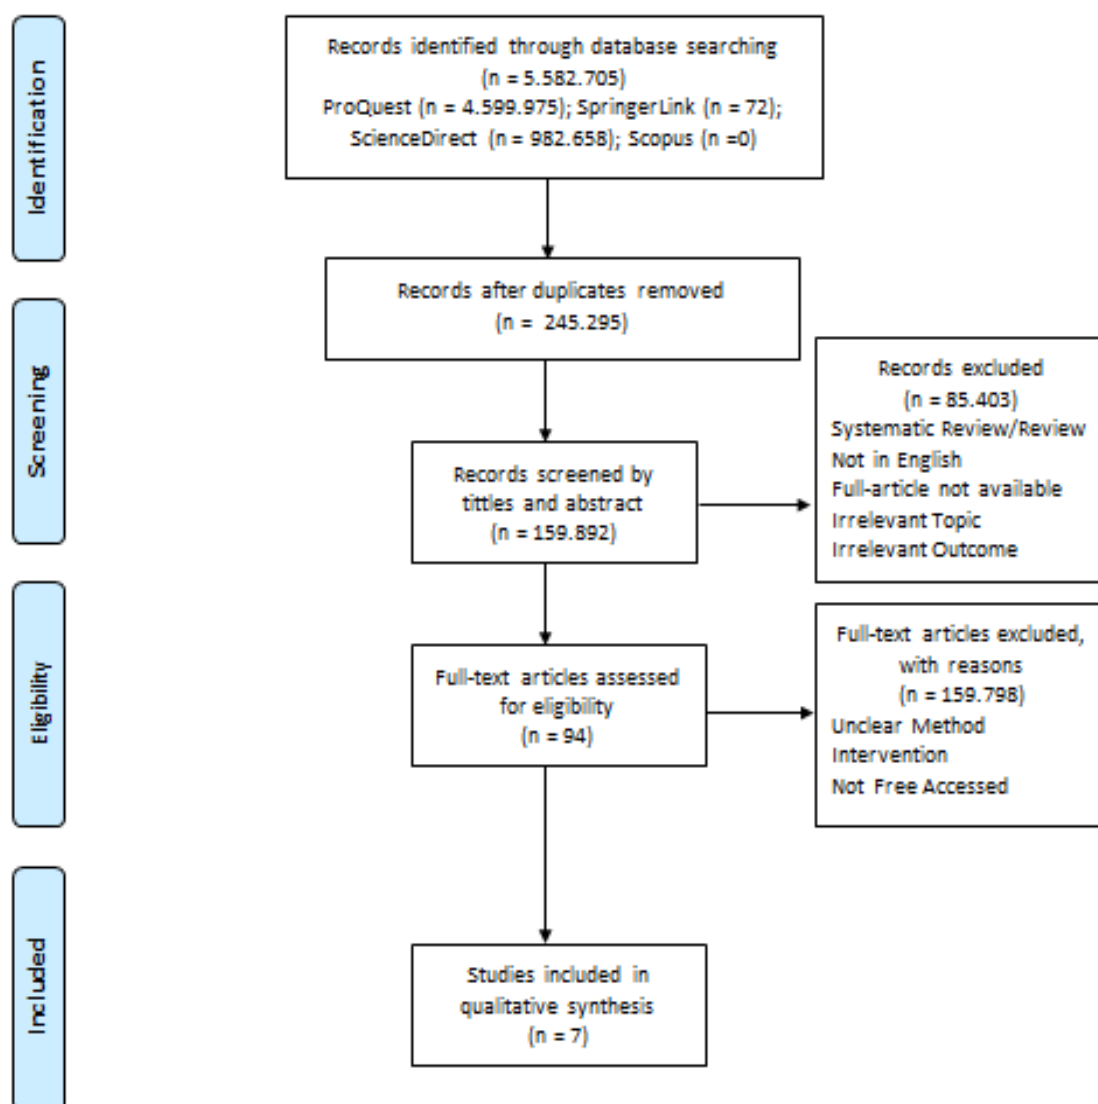 Identification
Records identified through database searching
(n = 5.582.705)
ProQuest (n = 4.599.975); SpringerLink (n = 72);
ScienceDirect (n = 982.658); Scopus (n =0)
Screening
Records after duplicates removed
(n = 245.295)
Records screened by
tittles and abstract
(n = 159.892)
Records excluded
(n = 85.403)
Systematic Review/Review
Not in English
Full-article not available
Irrelevant Topic
Irrelevant Outcome
Eligibility
Full-text articles assessed
for eligibility
(n = 94)
Full-text articles excluded,
with reasons
(n = 159.798)
Unclear Method
Intervention
Not Free Accessed
Included
Studies included in
qualitative synthesis
(n = 7)